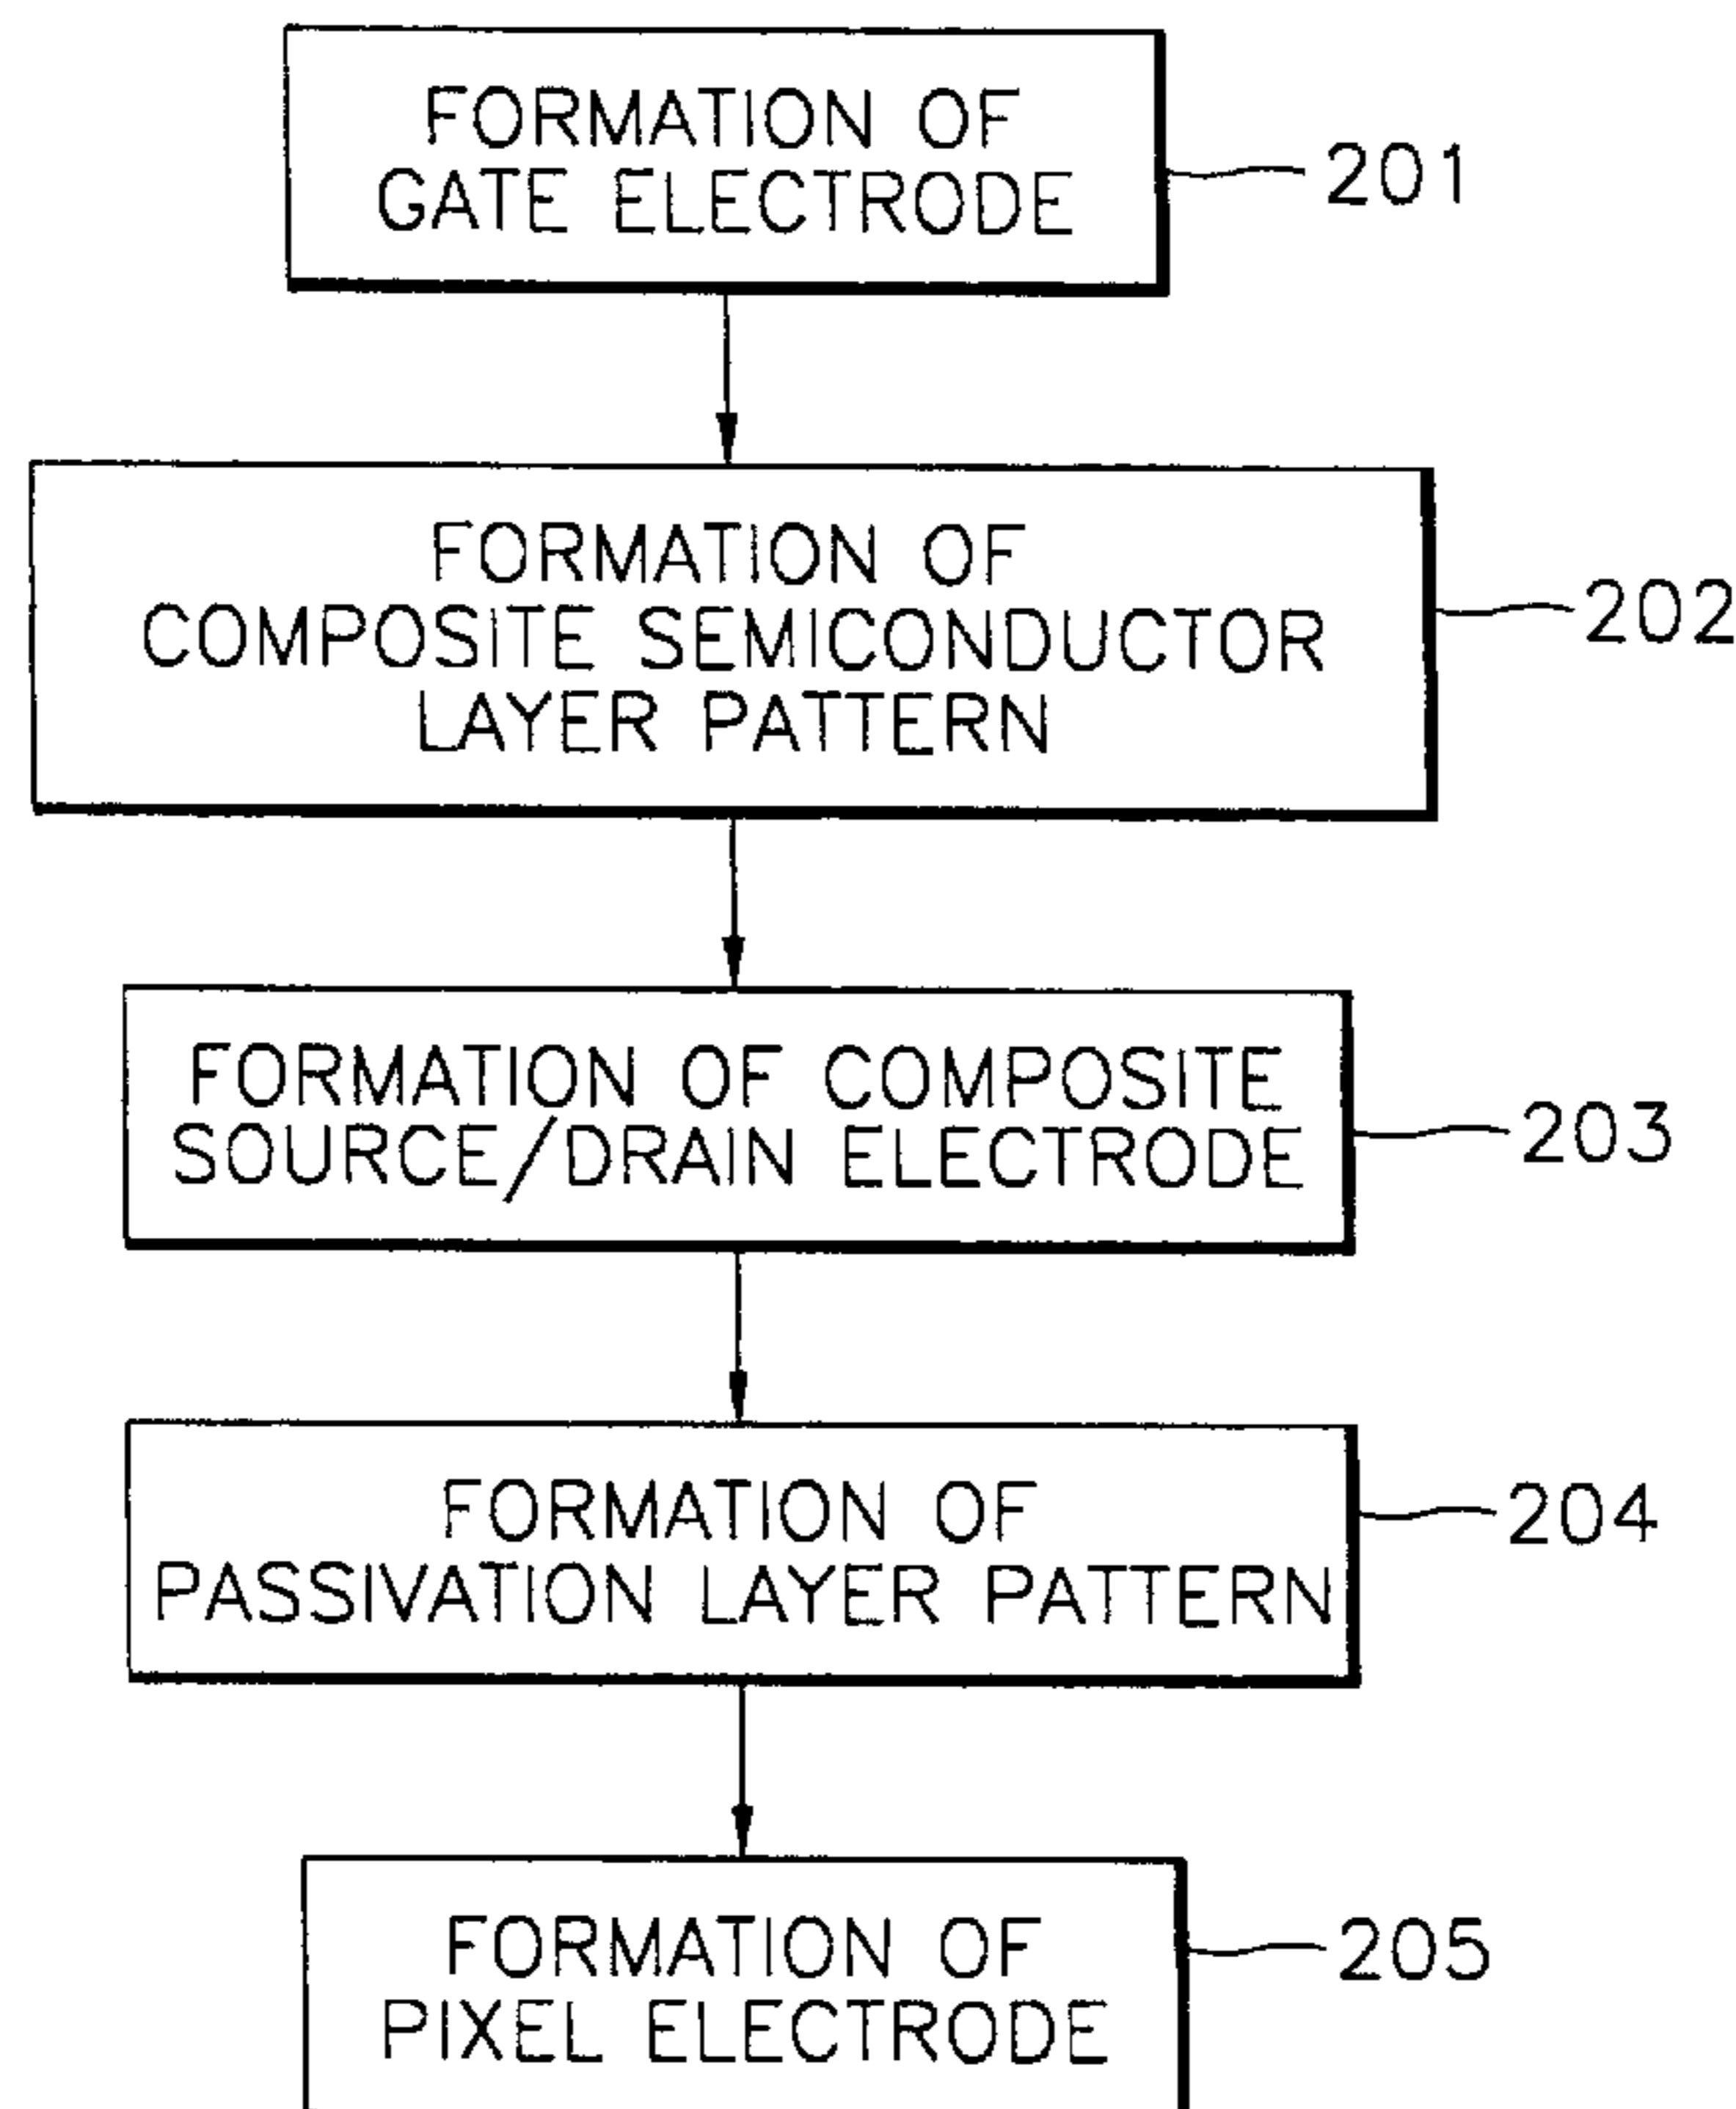 FORMATION OF
GATE ELECTRODE
201
FORMATION OF
COMPOSITE SEMICONDUCTOR
LAYER PATTERN
202
FORMATION OF COMPOSITE
SOURCE/DRAIN ELECTRODE
203
FORMATION OF
PASSIVATION LAYER PATTERN
204
FORMATION OF
PIXEL ELECTRODE
205